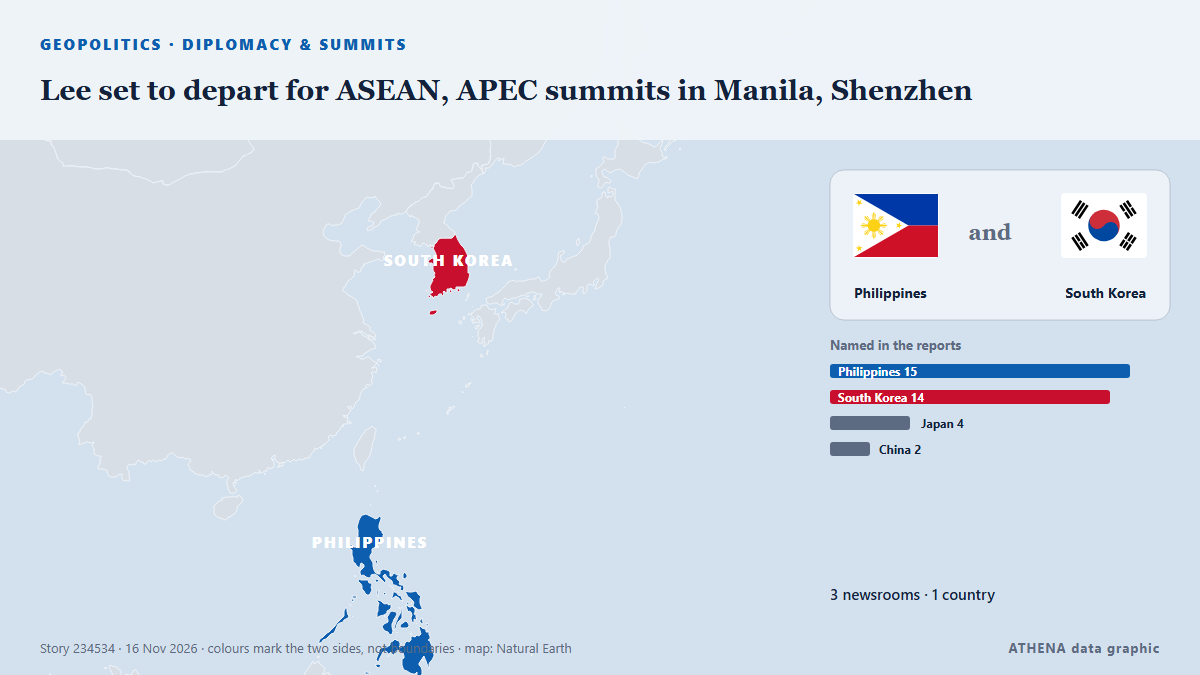 GEOPOLITICS · DIPLOMACY & SUMMITS
Lee set to depart for ASEAN, APEC summits in Manila, Shenzhen
SOUTH KOREA
PHILIPPINES
and
Philippines
South Korea
Named in the reports
Philippines 15
South Korea 14
Japan 4
China 2
3 newsrooms · 1 country
Story 234534 · 16 Nov 2026 · colours mark the two sides, not boundaries · map: Natural Earth
ATHENA data graphic